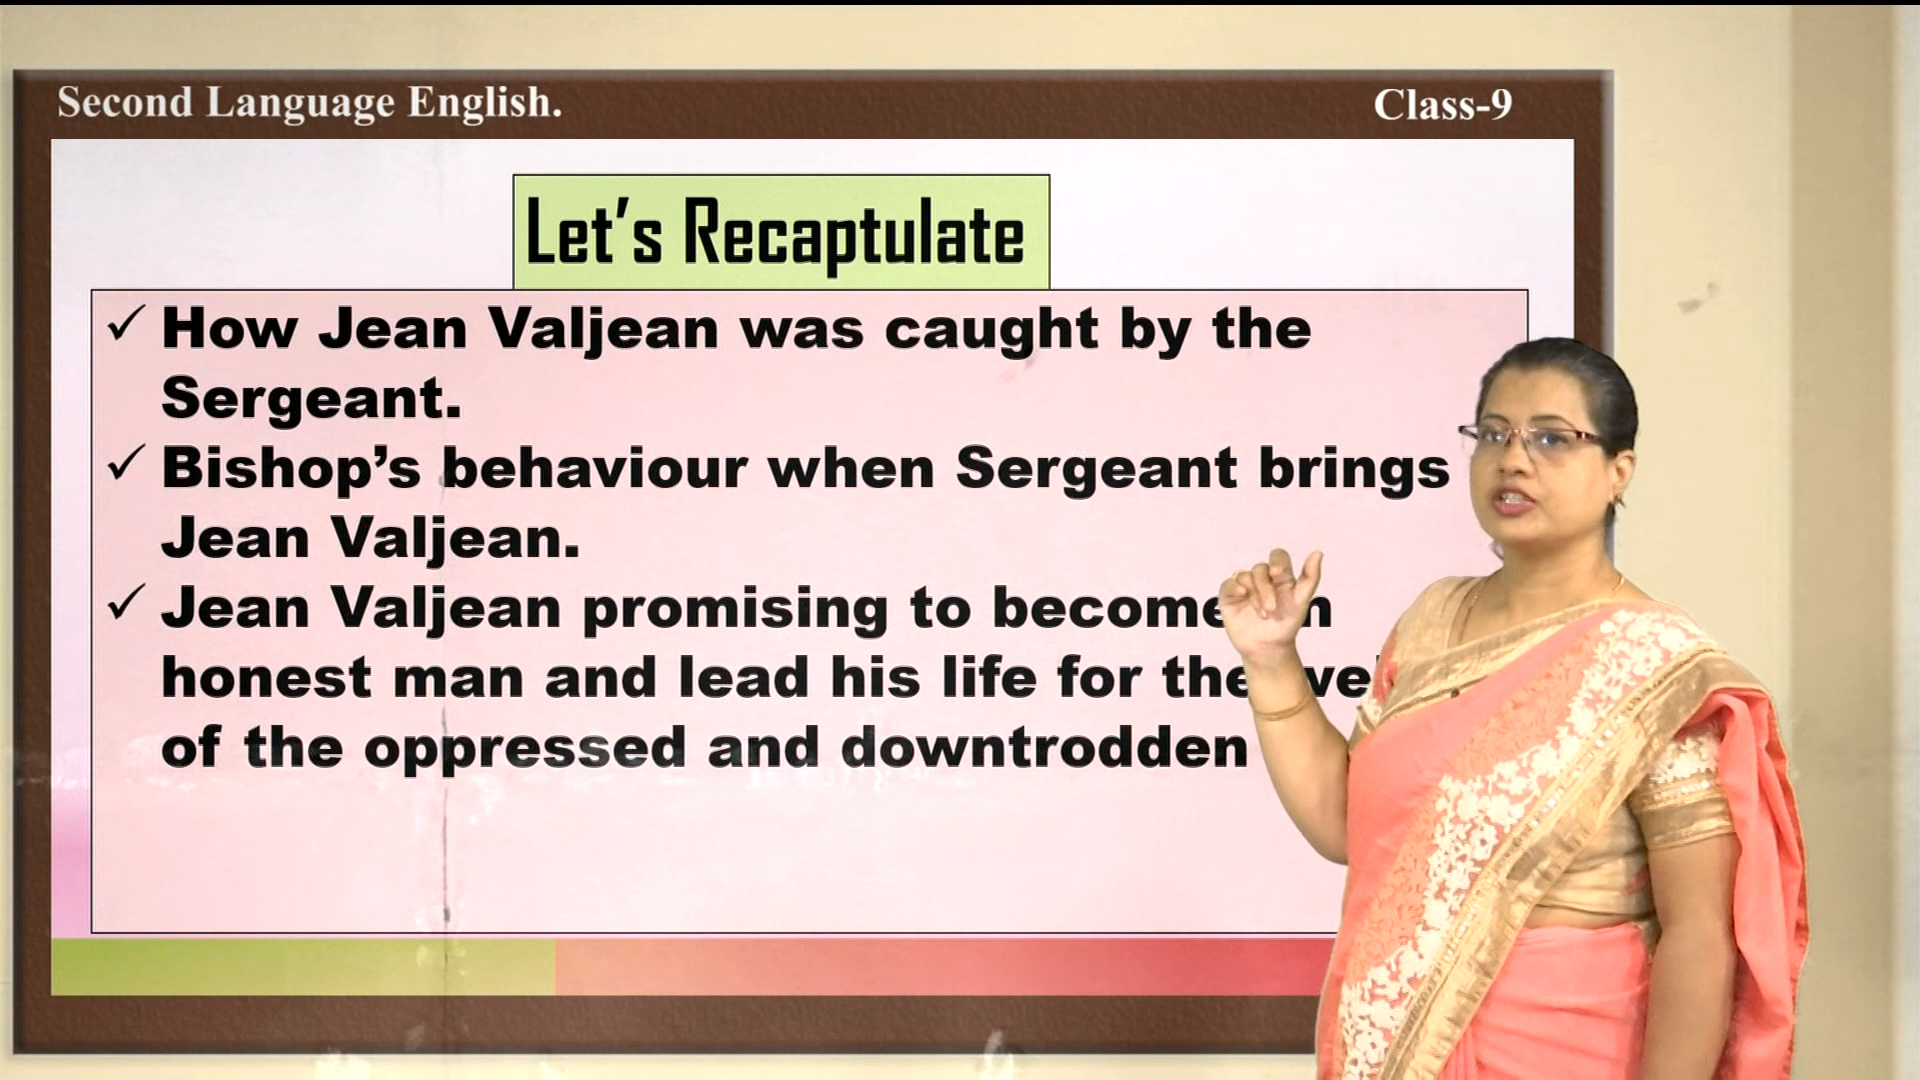 Second Language English.
Class-9
Let's Recaptulate
✓ How Jean Valjean was caught by the
Sergeant.
✓ Bishop's behaviour when Sergeant brings
Jean Valjean.
✓ Jean Valjean promising to become
honest man and lead his life for the
of the oppressed and downtrodden